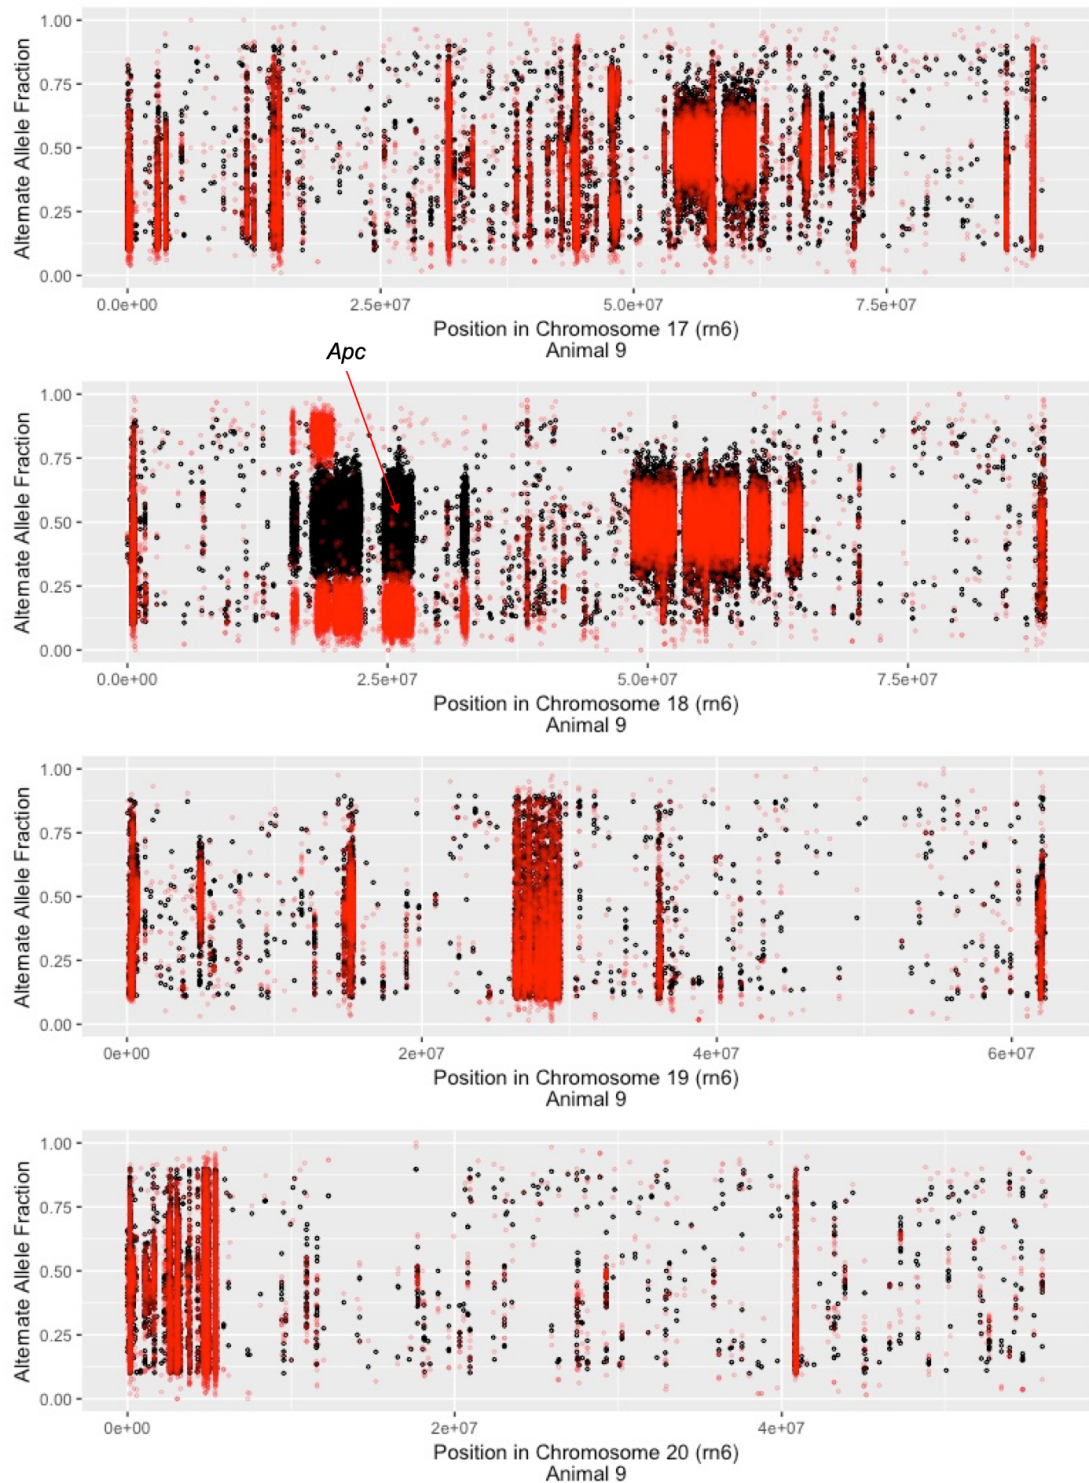 1.00
0.75
0.50
0.25
0.00
Alternate Allele Fraction
0.0e+00 2.5e+07 5.0e+07 7.5e+07
Position in Chromosome 17 (rn6)
Animal 9
Apc
1.00
0.75
0.50
0.25
0.00
Alternate Allele Fraction
0.0e+00 2.5e+07 5.0e+07 7.5e+07
Position in Chromosome 18 (rn6)
Animal 9
1.00
0.75
0.50
0.25
0.00
Alternate Allele Fraction
0e+00 2e+07 4e+07 6e+07
Position in Chromosome 19 (rn6)
Animal 9
1.00
0.75
0.50
0.25
0.00
Alternate Allele Fraction
0e+00 2e+07 4e+07
Position in Chromosome 20 (rn6)
Animal 9